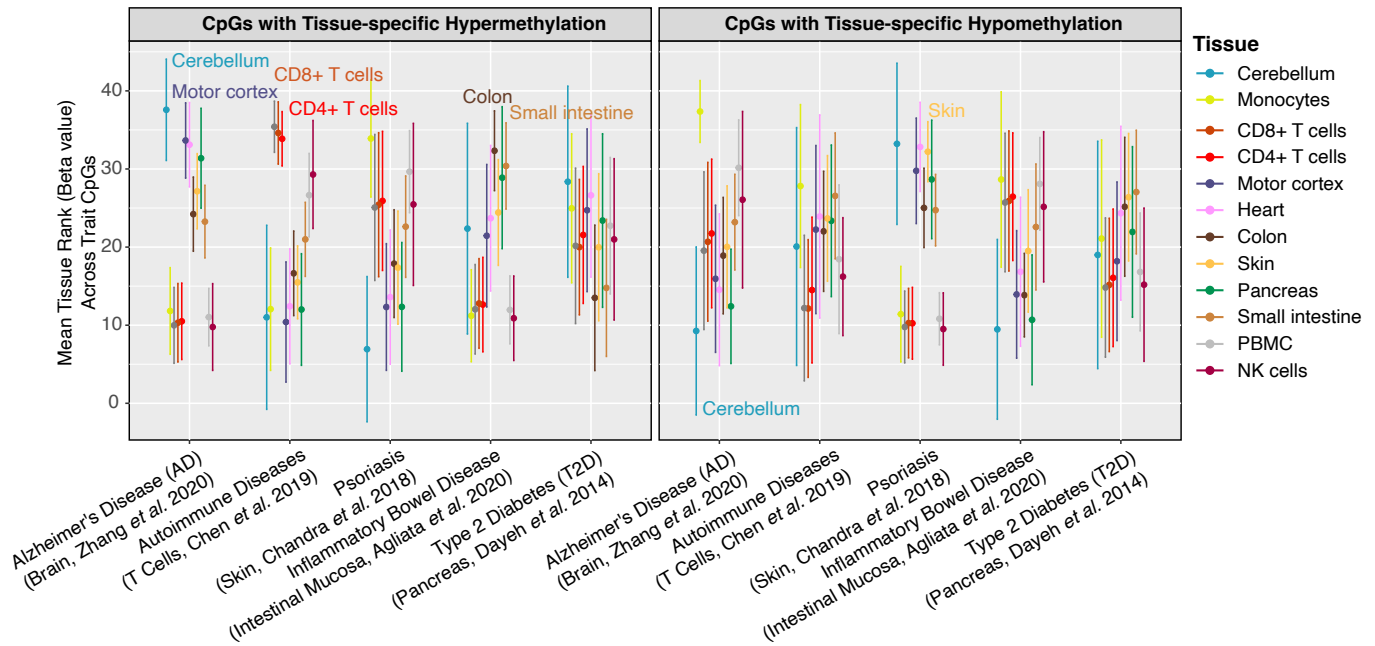 CpGs with Tissue-specific Hypermethylation
CpGs with Tissue-specific Hypomethylation
Mean Tissue Rank (Beta value)
Across Trait CpGs
40
30
20
10
0
Cerebellum
Motor cortex
CD8+ T cells
CD4+ T cells
Colon
Small intestine
Cerebellum
Skin
Alzheimer's Disease (AD)
(Brain, Zhang et al. 2020)
Autoimmune Diseases
(T Cells, Chen et al. 2019)
Psoriasis
(Skin, Chandra et al. 2018)
Inflammatory Bowel Disease
(Intestinal Mucosa, Agliata et al. 2020)
Type 2 Diabetes (T2D)
(Pancreas, Dayeh et al. 2014)
Alzheimer's Disease (AD)
(Brain, Zhang et al. 2020)
Autoimmune Diseases
(T Cells, Chen et al. 2019)
Psoriasis
(Skin, Chandra et al. 2018)
Inflammatory Bowel Disease
(Intestinal Mucosa, Agliata et al. 2020)
Type 2 Diabetes (T2D)
(Pancreas, Dayeh et al. 2014)
Tissue
Cerebellum
Monocytes
CD8+ T cells
CD4+ T cells
Motor cortex
Heart
Colon
Skin
Pancreas
Small intestine
PBMC
NK cells